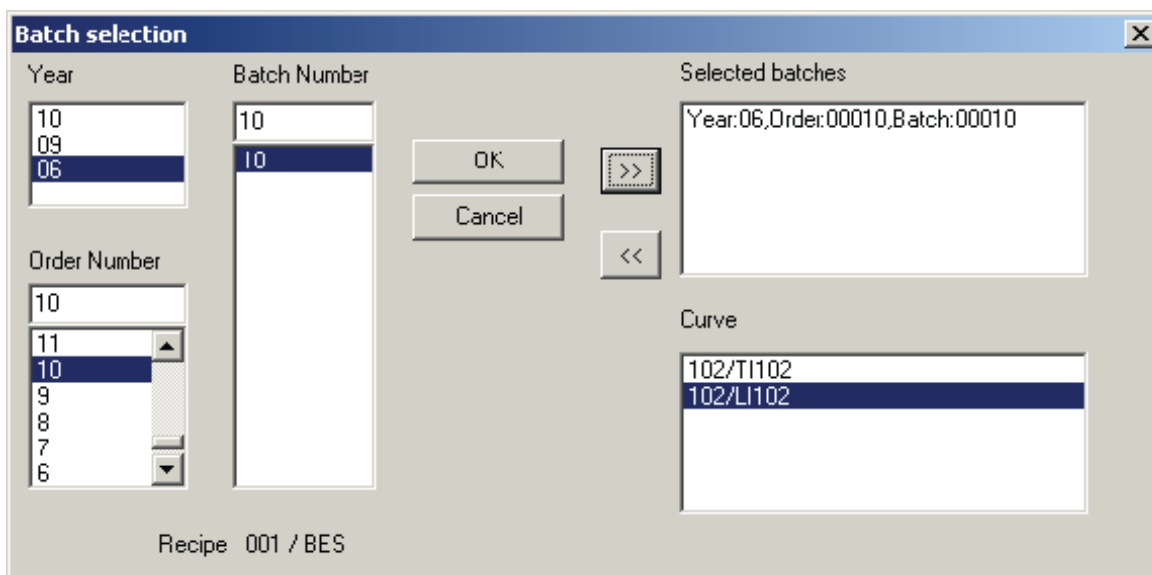 Batch selection
Year
10
09
06
Order Number
10
11
10
9
8
7
6
Batch Number
10
10
OK
Cancel
>>
<<
Selected batches
Year:06,Order:00010,Batch:00010
Curve
102/TI102
102/LI102
Recipe 001 / BES